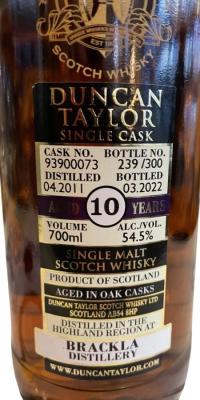 SCOTCH WHISKY
DUNCAN
TAYLOR
SINGLE CASK
CASK NO. BOTTLE NO.
93900073 239 /300
DISTILLED BOTTLED
04.2011 03.2022
AGED 10 YEARS
VOLUME ALC./VOL.
700ml 54.5%
SINGLE MALT
SCOTCH WHISKY
PRODUCT OF SCOTLAND
AGED IN OAK CASKS
DUNCAN TAYLOR SCOTCH WHISKY LTD
SCOTLAND AB54 8HP
DISTILLED IN THE
HIGHLAND REGION AT
BRACKLA
DISTILLERY
WWW.DUNCANTAYLOR.COM